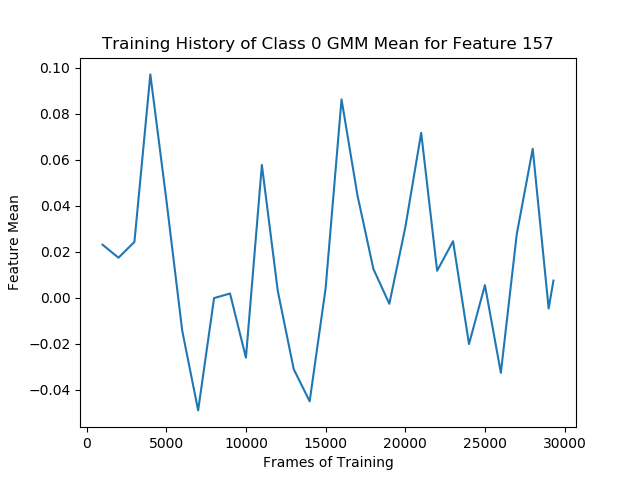 Training History of Class 0 GMM Mean for Feature 157
0.10
0.08
0.06
0.04
0.02
0.00
−0.02
−0.04
Feature Mean
0 5000 10000 15000 20000 25000 30000
Frames of Training